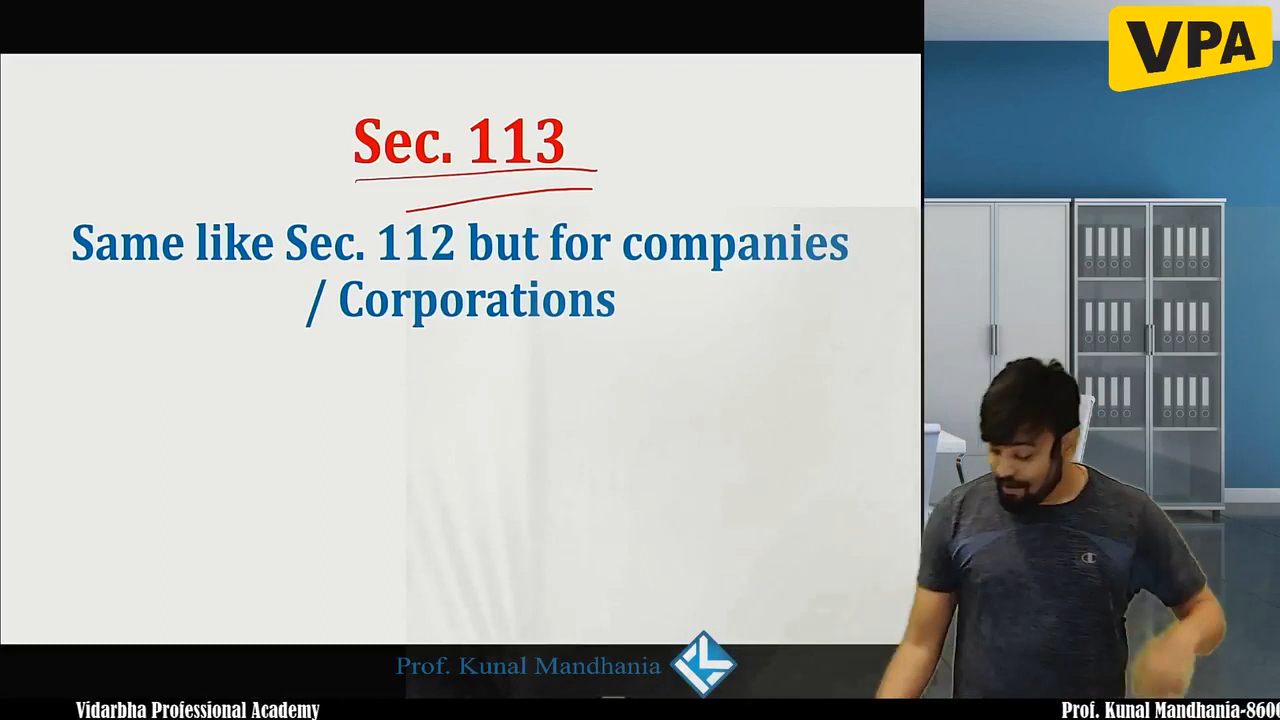 VPA
Sec. 113
Same like Sec. 112 but for companies
/ Corporations
Prof. Kunal Mandhania
Vidarbha Professional Academy
Prof. Kunal Mandhania-860